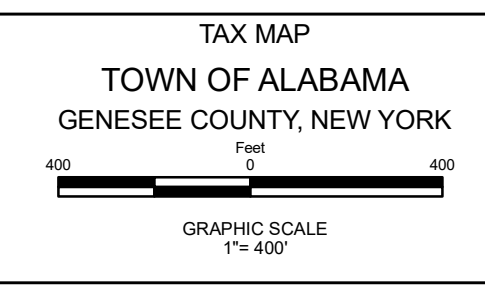 TAX MAP
TOWN OF ALABAMA
GENESEE COUNTY, NEW YORK
Feet
400 0 400
GRAPHIC SCALE
1"= 400'